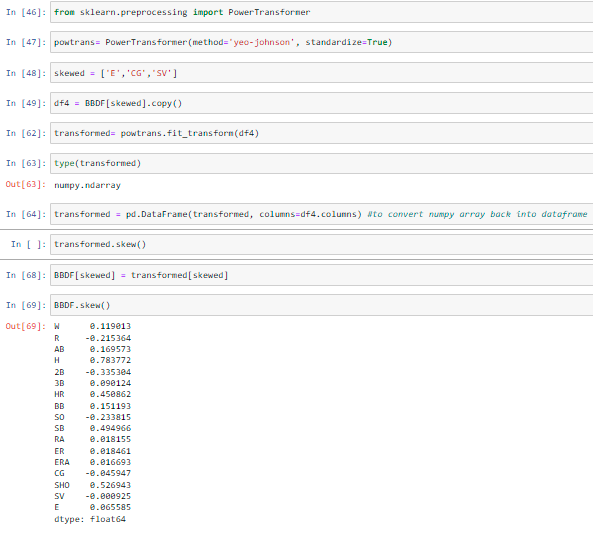 In [46]: from sklearn.preprocessing import PowerTransformer
In [47]: powtrans= PowerTransformer(method='yeo-johnson', standardize=True)
In [48]: skewed = ['E','CG','SV']
In [49]: df4 = BBDF[skewed].copy()
In [62]: transformed= powtrans.fit_transform(df4)
In [63]: type(transformed)
Out[63]: numpy.ndarray
In [64]: transformed = pd.DataFrame(transformed, columns=df4.columns) #to convert numpy array back into dataframe
In [ ]: transformed.skew()
In [68]: BBDF[skewed] = transformed[skewed]
In [69]: BBDF.skew()
Out[69]: W 0.119013
R -0.215364
AB 0.169573
H 0.783772
2B -0.335304
3B 0.090124
HR 0.450862
BB 0.151193
SO -0.233815
SB 0.494966
RA 0.018155
ER 0.018461
ERA 0.016693
CG -0.045947
SHO 0.526943
SV -0.000925
E 0.065585
dtype: float64